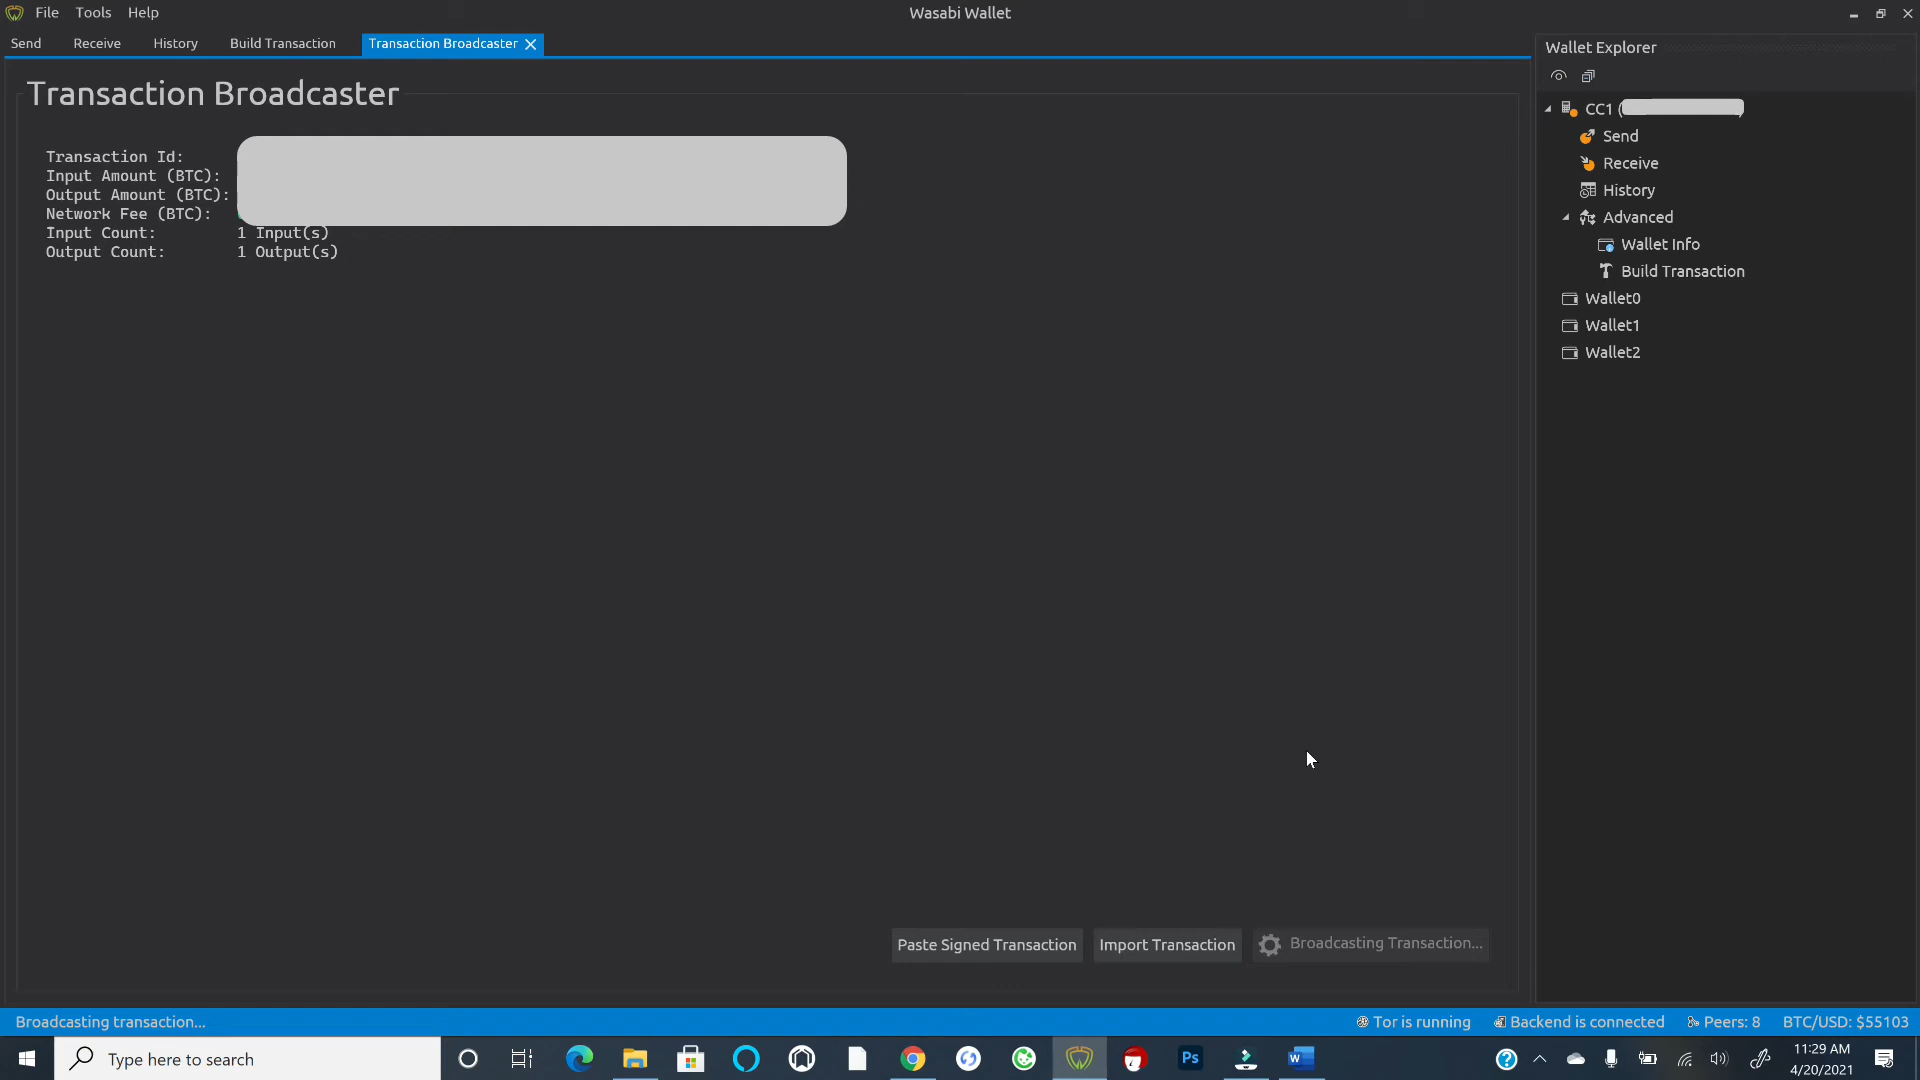 File Tools Help
Wasabi Wallet
Send Receive History Build Transaction Transaction Broadcaster
Wallet Explorer
Transaction Broadcaster
Transaction Id:
Input Amount (BTC):
Output Amount (BTC):
Network Fee (BTC):
Input Count: 1 Input(s)
Output Count: 1 Output(s)
CC1 ( )
Send
Receive
History
Advanced
Wallet Info
Build Transaction
Wallet0
Wallet1
Wallet2
Paste Signed Transaction Import Transaction Broadcasting Transaction...
Broadcasting transaction... Tor is running Backend is connected Peers: 8 BTC/USD: $55103
Type here to search
Ps
W
11:29 AM
4/20/2021